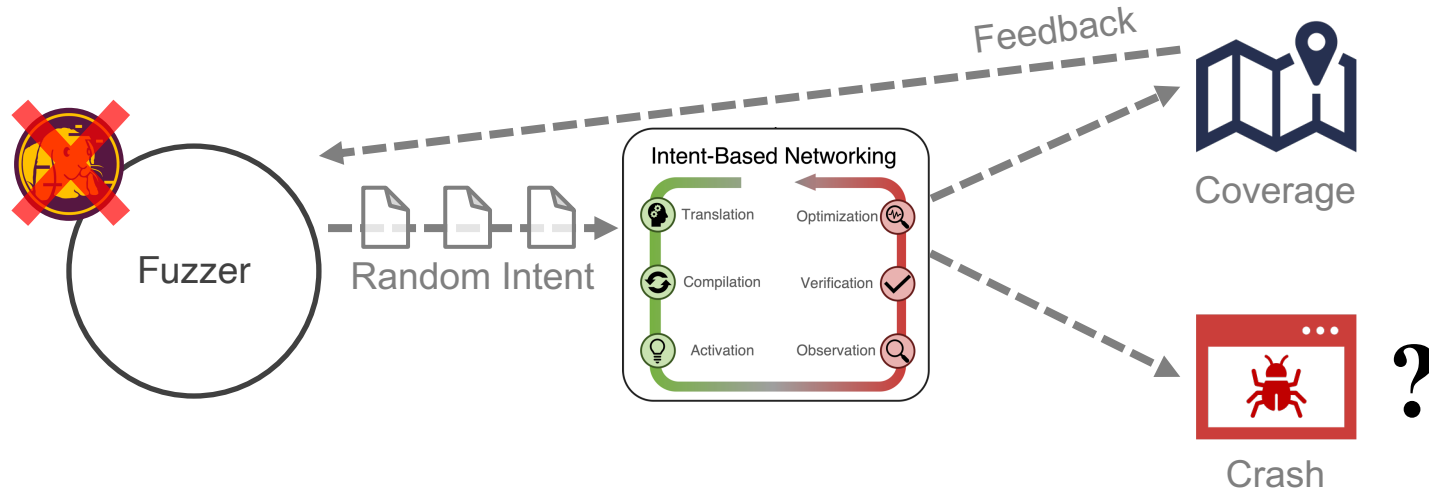 Feedback
Intent-Based Networking
Translation
Optimization
Coverage
Fuzzer
Random Intent
Compilation
Verification
Activation
Observation
?
Crash